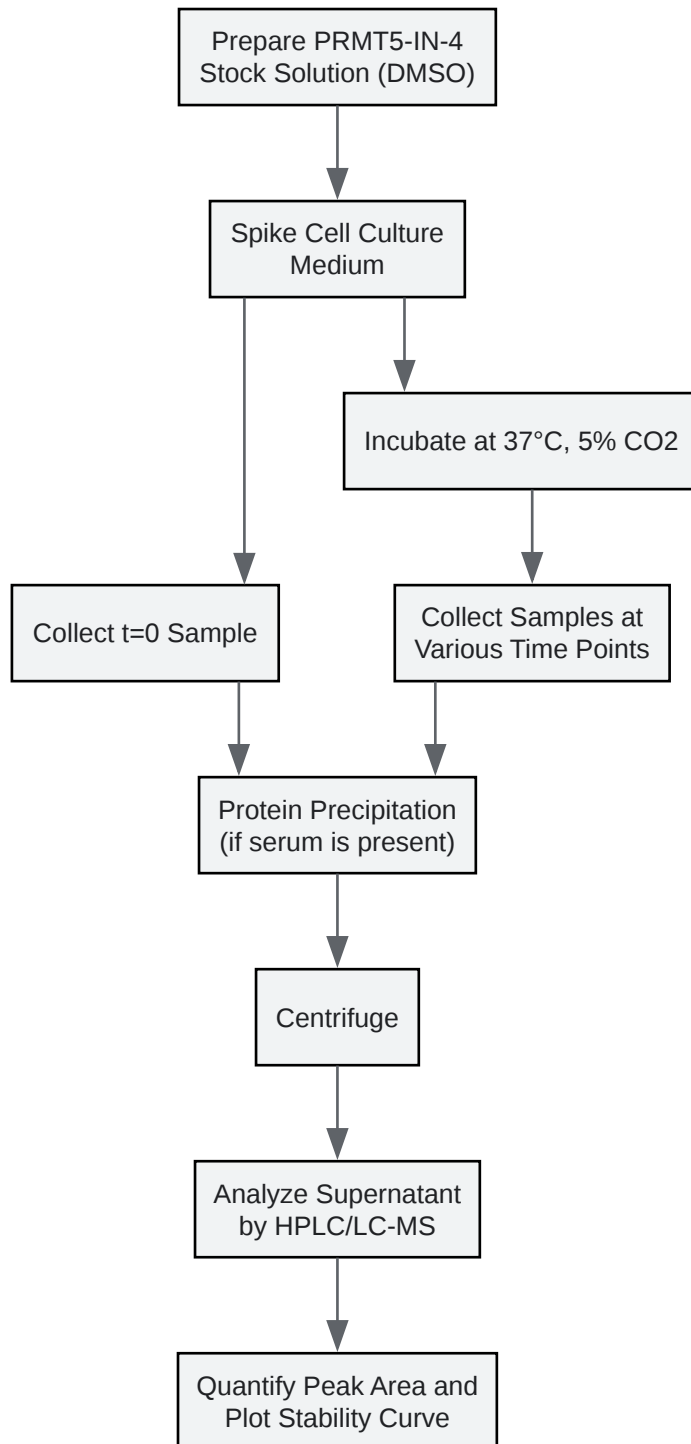 Prepare PRMT5-IN-4
Stock Solution (DMSO)
Spike Cell Culture
Medium
Incubate at 37°C, 5% CO2
Collect t=0 Sample
Collect Samples at
Various Time Points
Protein Precipitation
(if serum is present)
Centrifuge
Analyze Supernatant
by HPLC/LC-MS
Quantify Peak Area and
Plot Stability Curve